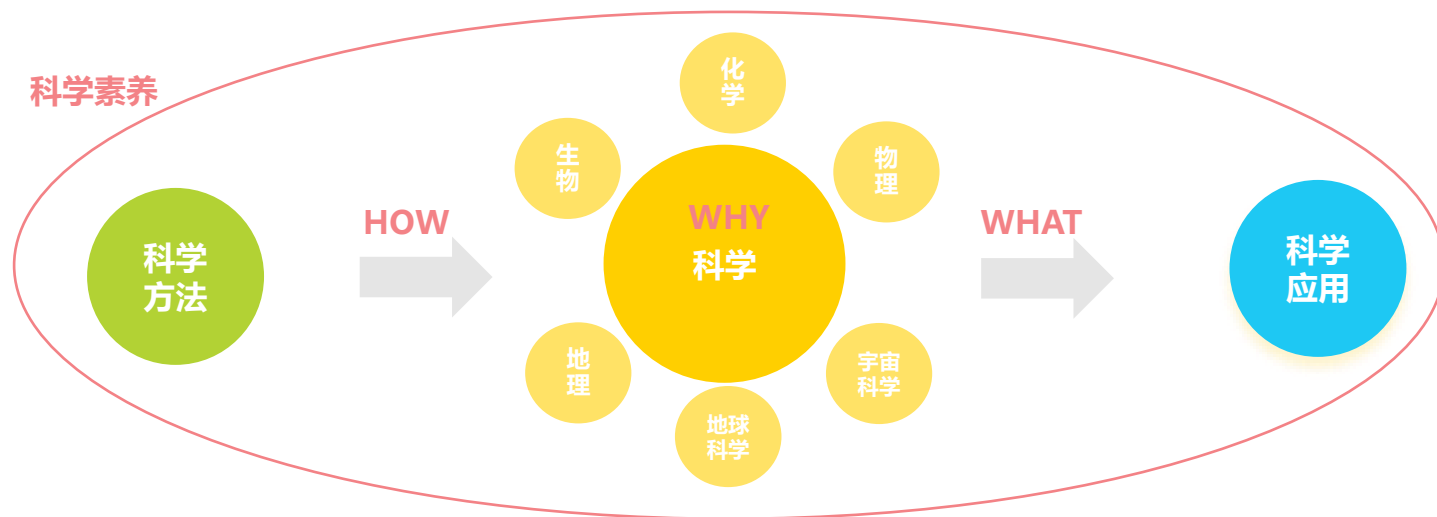 科学素养
科学
方法
HOW
化
学
生
物
物
理
WHY
科学
地
理
地球
科学
宇宙
科学
WHAT
科学
应用